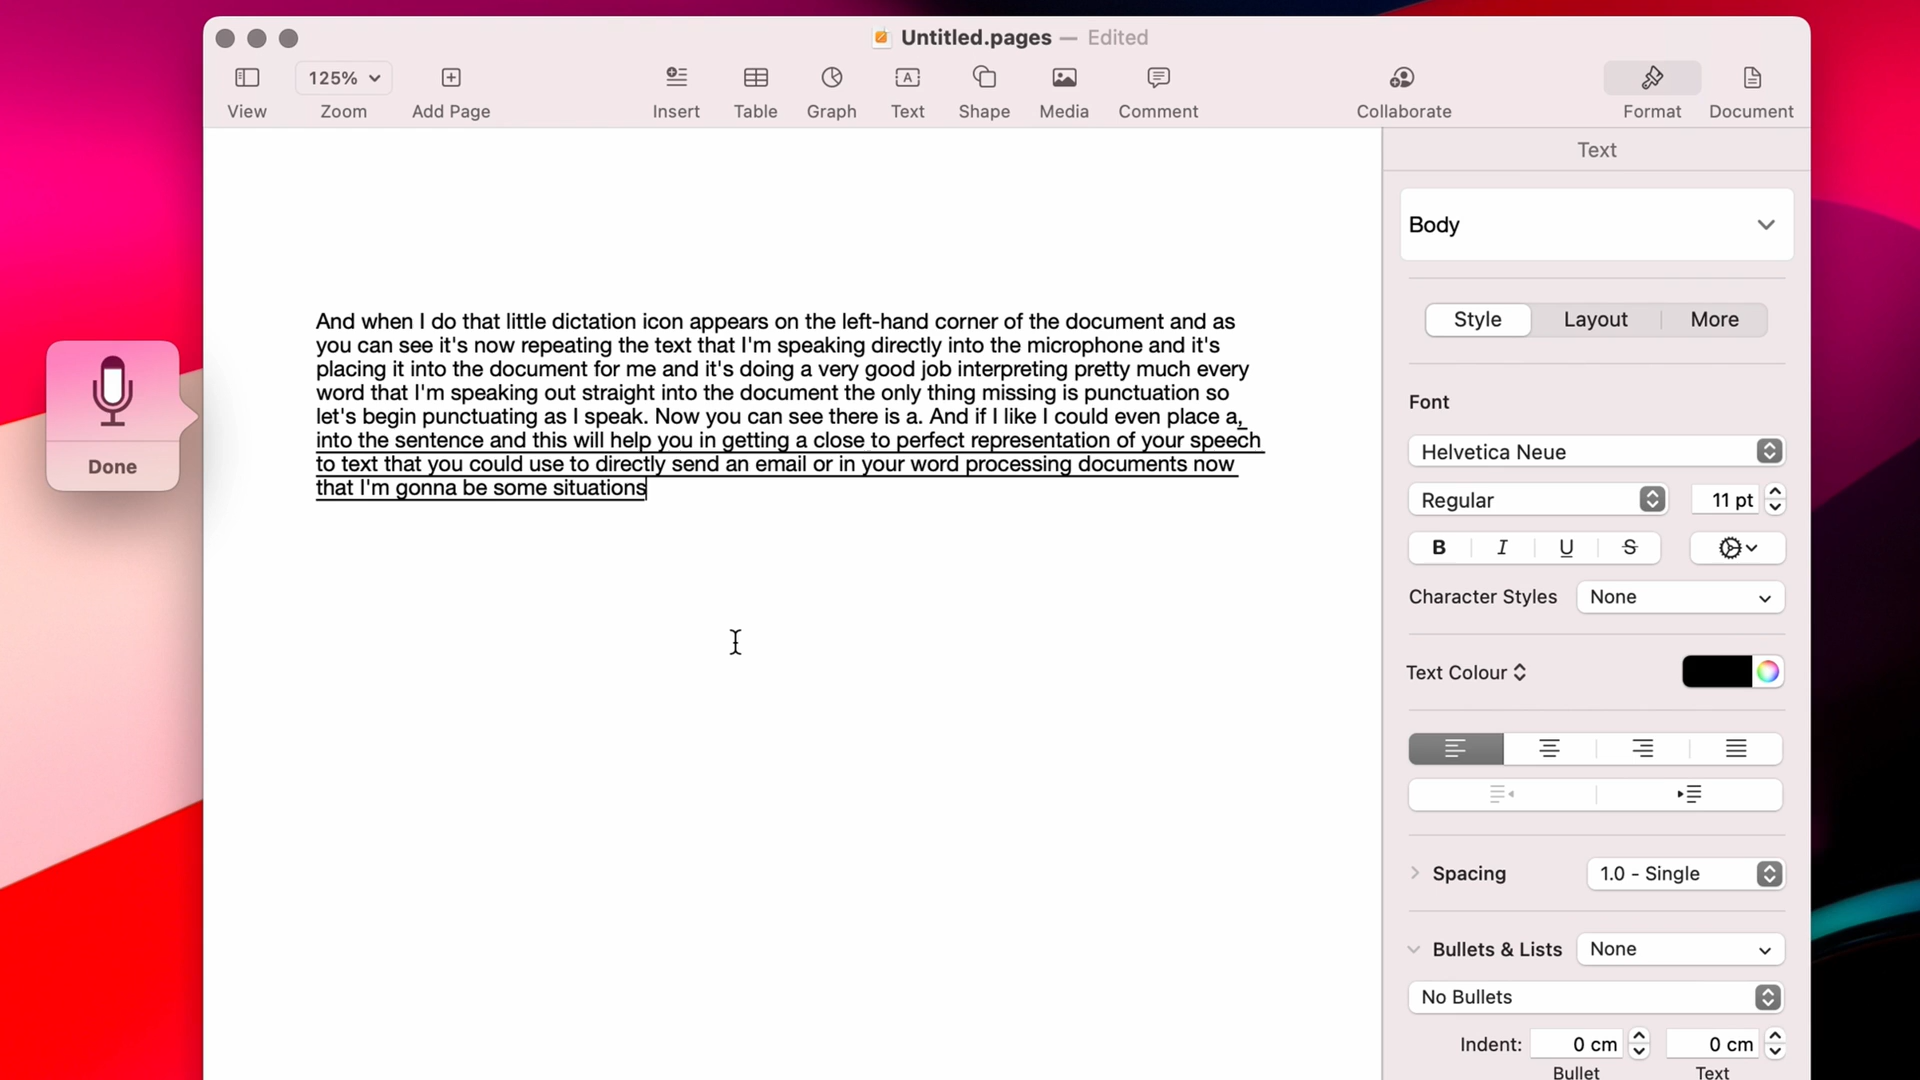 Untitled.pages — Edited
125%
View
Zoom
Add Page
Insert
Table
Graph
Text
Shape
Media
Comment
Collaborate
Format
Document
And when I do that little dictation icon appears on the left-hand corner of the document and as
you can see it's now repeating the text that I'm speaking directly into the microphone and it's
placing it into the document for me and it's doing a very good job interpreting pretty much every
word that I'm speaking out straight into the document the only thing missing is punctuation so
let's begin punctuating as I speak. Now you can see there is a. And if I like I could even place a,
into the sentence and this will help you in getting a close to perfect representation of your speech
to text that you could use to directly send an email or in your word processing documents now
that I'm gonna be some situations
Done
Text
Body
Style
Layout
More
Font
Helvetica Neue
Regular
11 pt
B I U S
Character Styles
None
Text Colour
Spacing
1.0 - Single
Bullets & Lists
None
No Bullets
Indent:
0 cm
0 cm
Bullet
Text